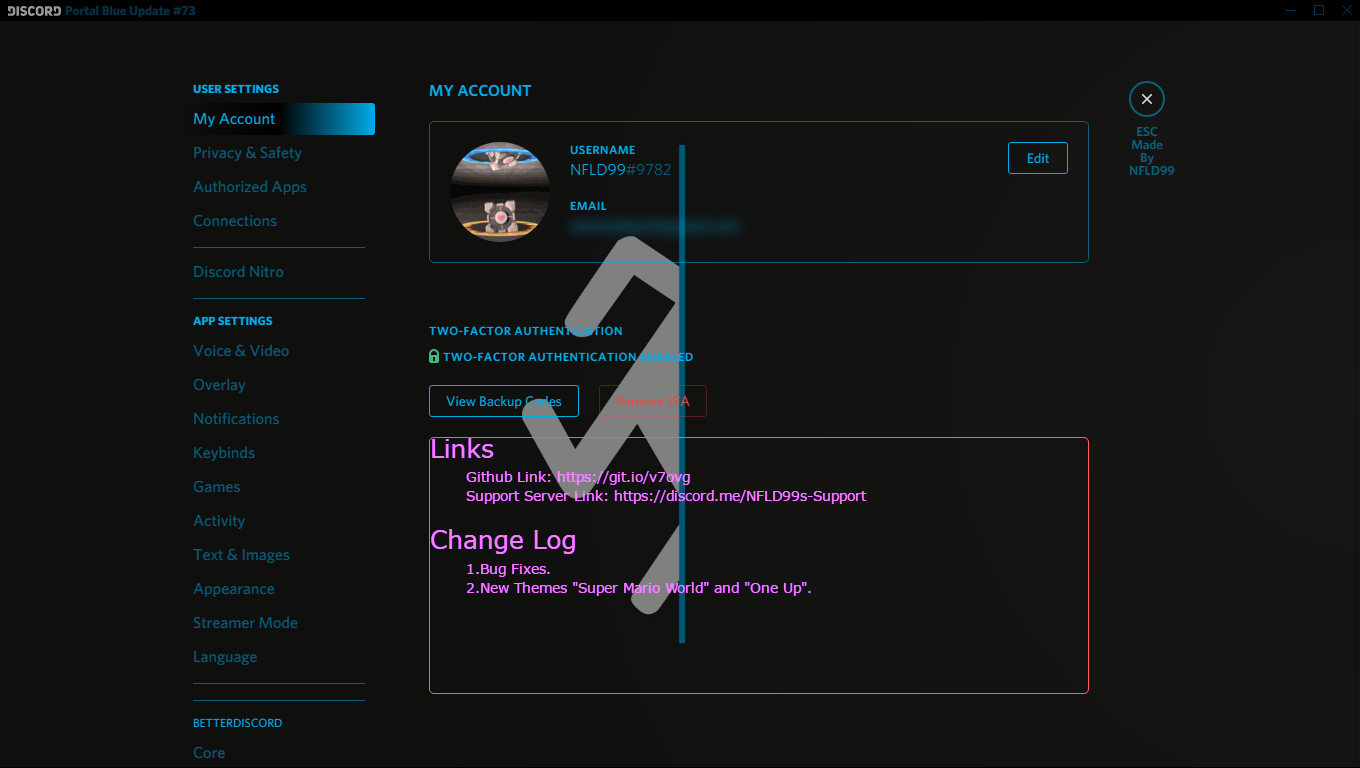 DISCORD Portal Blue Update #73
USER SETTINGS
My Account
Privacy & Safety
Authorized Apps
Connections
Discord Nitro
APP SETTINGS
Voice & Video
Overlay
Notifications
Keybinds
Games
Activity
Text & Images
Appearance
Streamer Mode
Language
BETTERDISCORD
Core
MY ACCOUNT
USERNAME
NFLD99#9782
EMAIL
Edit
TWO-FACTOR AUTHENTICATION
TWO-FACTOR AUTHENTICATION ENABLED
View Backup Codes
Remove 2FA
Links
Github Link: https://git.io/v7ovg
Support Server Link: https://discord.me/NFLD99s-Support
Change Log
1.Bug Fixes.
2.New Themes "Super Mario World" and "One Up".
ESC
Made
By
NFLD99